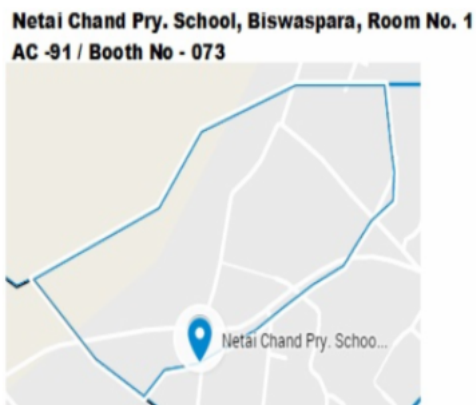 Netai Chand Pry. School, Biswaspara, Room No. 1
AC -91 / Booth No - 073
Netai Chand Pry. Schoo...